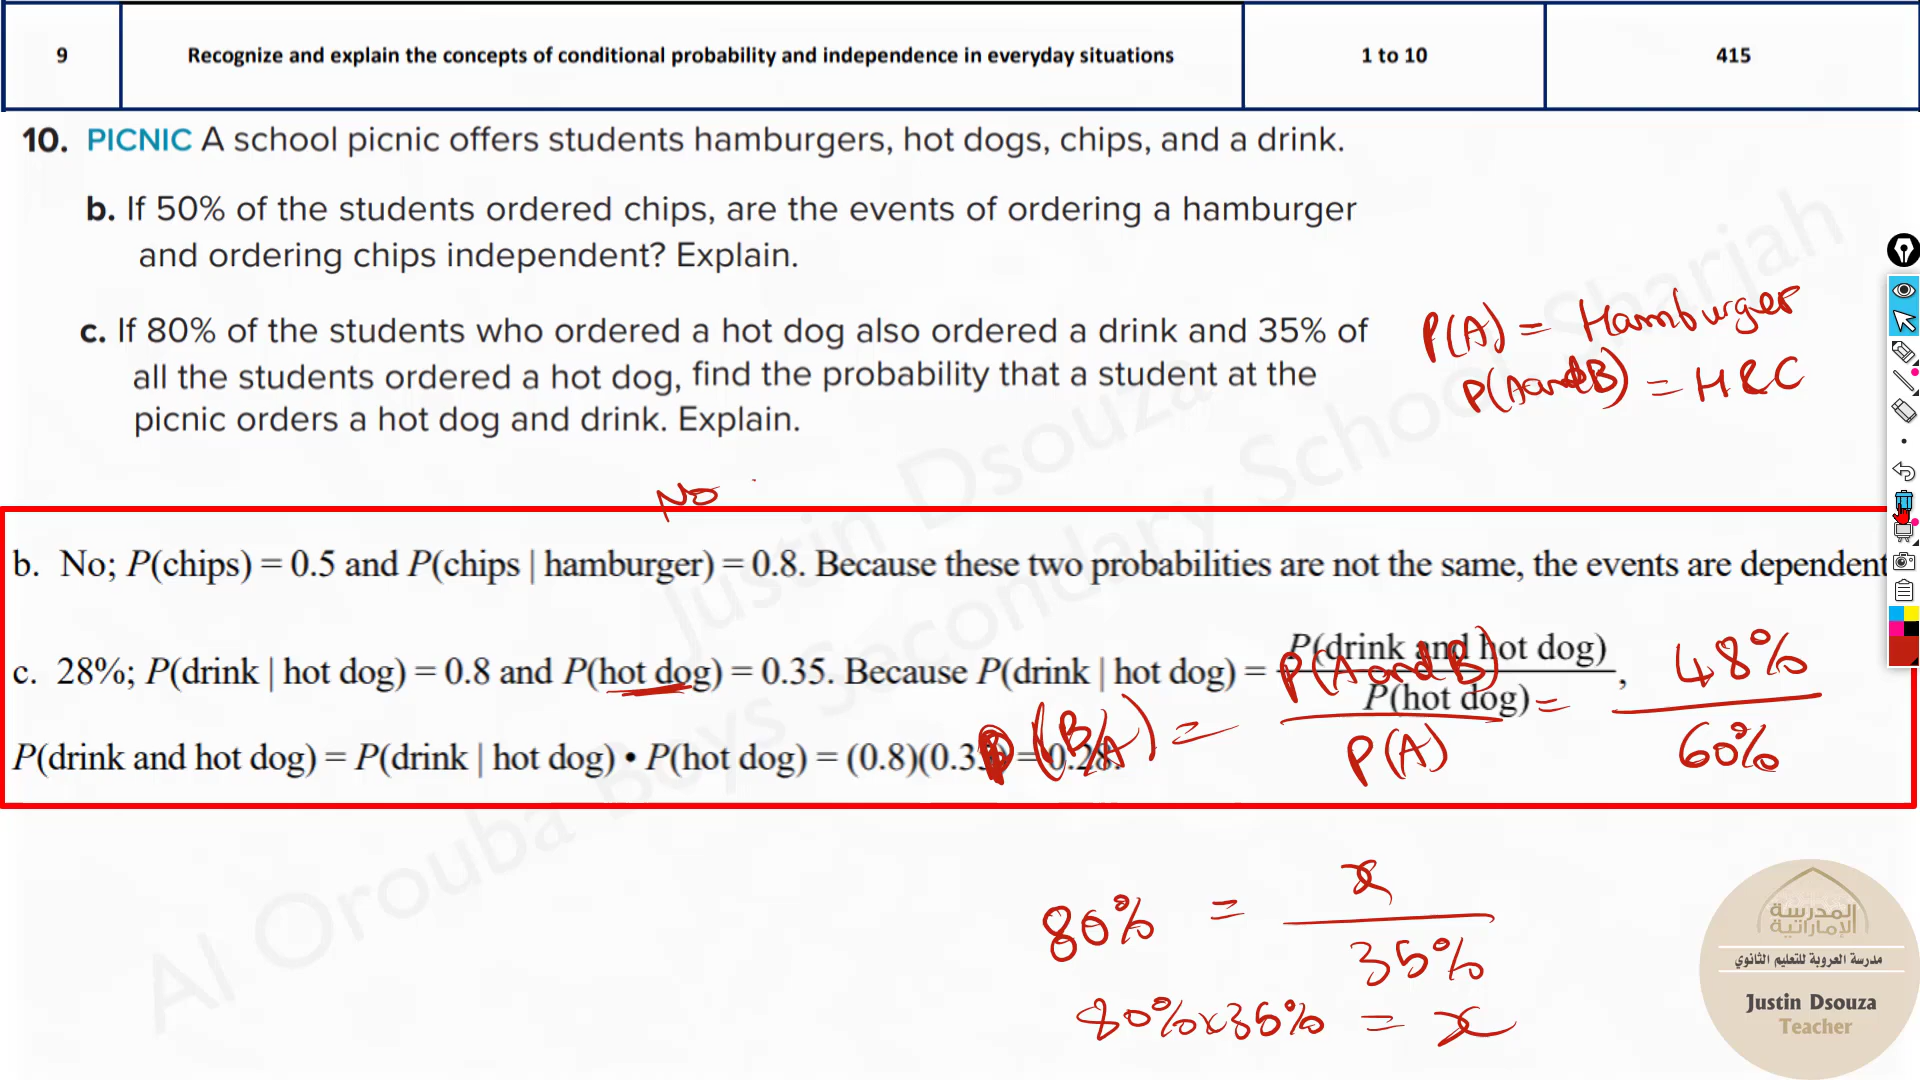 9 Recognize and explain the concepts of conditional probability and independence in everyday situations 1 to 10 415
10. PICNIC A school picnic offers students hamburgers, hot dogs, chips, and a drink.
b. If 50% of the students ordered chips, are the events of ordering a hamburger
and ordering chips independent? Explain.
c. If 80% of the students who ordered a hot dog also ordered a drink and 35% of
all the students ordered a hot dog, find the probability that a student at the
picnic orders a hot dog and drink. Explain.
P(A) = Hamburger
P(A and B) = H & C
No
b. No; P(chips) = 0.5 and P(chips | hamburger) = 0.8. Because these two probabilities are not the same, the events are dependent
c. 28%; P(drink | hot dog) = 0.8 and P(hot dog) = 0.35. Because P(drink | hot dog) =
P(drink and hot dog)
P(hot dog)
,
P(drink and hot dog) = P(drink | hot dog) • P(hot dog) = (0.8)(0.35) = 0.28.
P(B/A) =
P(A and B)
P(A)
=
48%
60%
80% =
x
35%
80% x 35% = x
Justin Dsouza
Al Orouba Boys Secondary School Sharjah
المدرسة
الإماراتية
مدرسة العروبة للتعليم الثانوي
Justin Dsouza
Teacher